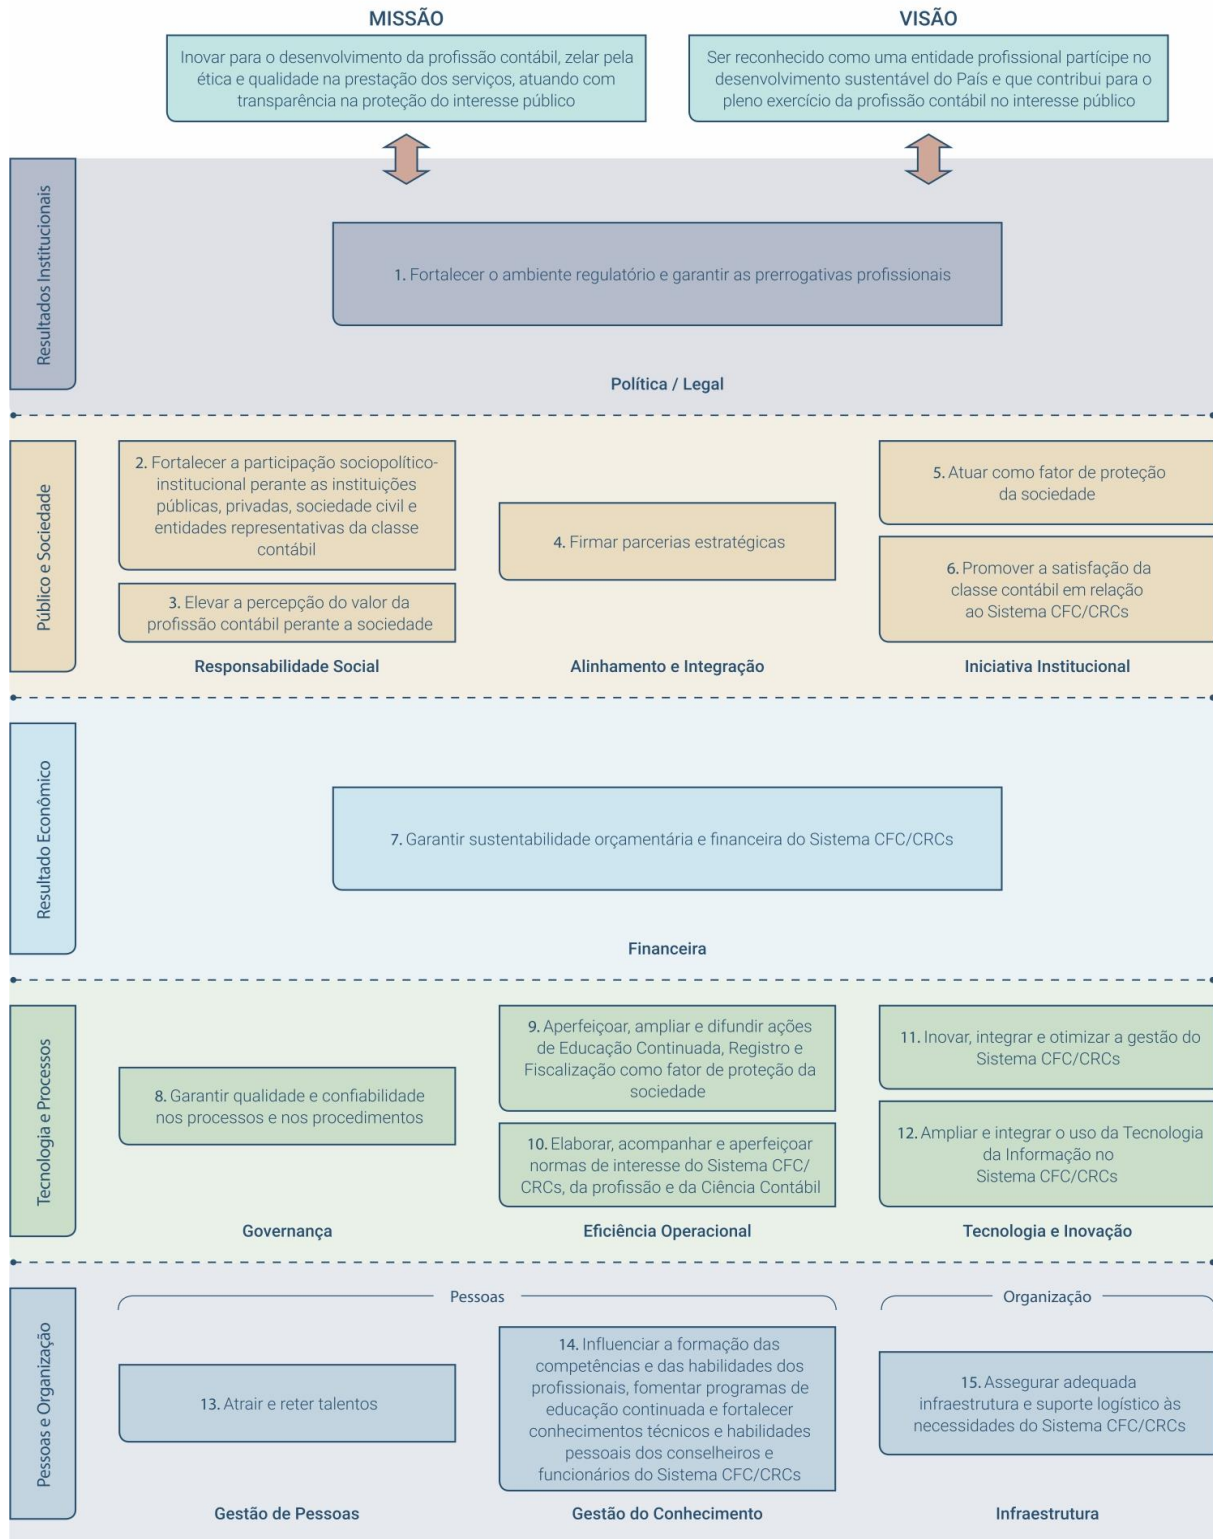 MISSÃO
Inovar para o desenvolvimento da profissão contábil, zelar pela
ética e qualidade na prestação dos serviços, atuando com
transparência na proteção do interesse público
VISÃO
Ser reconhecido como uma entidade profissional partícipe no
desenvolvimento sustentável do País e que contribui para o
pleno exercício da profissão contábil no interesse público
Resultados Institucionais
1. Fortalecer o ambiente regulatório e garantir as prerrogativas profissionais
Política / Legal
Público e Sociedade
2. Fortalecer a participação sociopolítico-
institucional perante as instituições
públicas, privadas, sociedade civil e
entidades representativas da classe
contábil
3. Elevar a percepção do valor da
profissão contábil perante a sociedade
Responsabilidade Social
4. Firmar parcerias estratégicas
Alinhamento e Integração
5. Atuar como fator de proteção
da sociedade
6. Promover a satisfação da
classe contábil em relação
ao Sistema CFC/CRCs
Iniciativa Institucional
Resultado Econômico
7. Garantir sustentabilidade orçamentária e financeira do Sistema CFC/CRCs
Financeira
Tecnologia e Processos
8. Garantir qualidade e confiabilidade
nos processos e nos procedimentos
Governança
9. Aperfeiçoar, ampliar e difundir ações
de Educação Continuada, Registro e
Fiscalização como fator de proteção da
sociedade
10. Elaborar, acompanhar e aperfeiçoar
normas de interesse do Sistema CFC/
CRCs, da profissão e da Ciência Contábil
Eficiência Operacional
11. Inovar, integrar e otimizar a gestão do
Sistema CFC/CRCs
12. Ampliar e integrar o uso da Tecnologia
da Informação no
Sistema CFC/CRCs
Tecnologia e Inovação
Pessoas e Organização
Pessoas
13. Atrair e reter talentos
Gestão de Pessoas
14. Influenciar a formação das
competências e das habilidades dos
profissionais, fomentar programas de
educação continuada e fortalecer
conhecimentos técnicos e habilidades
pessoais dos conselheiros e
funcionários do Sistema CFC/CRCs
Gestão do Conhecimento
Organização
15. Assegurar adequada
infraestrutura e suporte logístico às
necessidades do Sistema CFC/CRCs
Infraestrutura